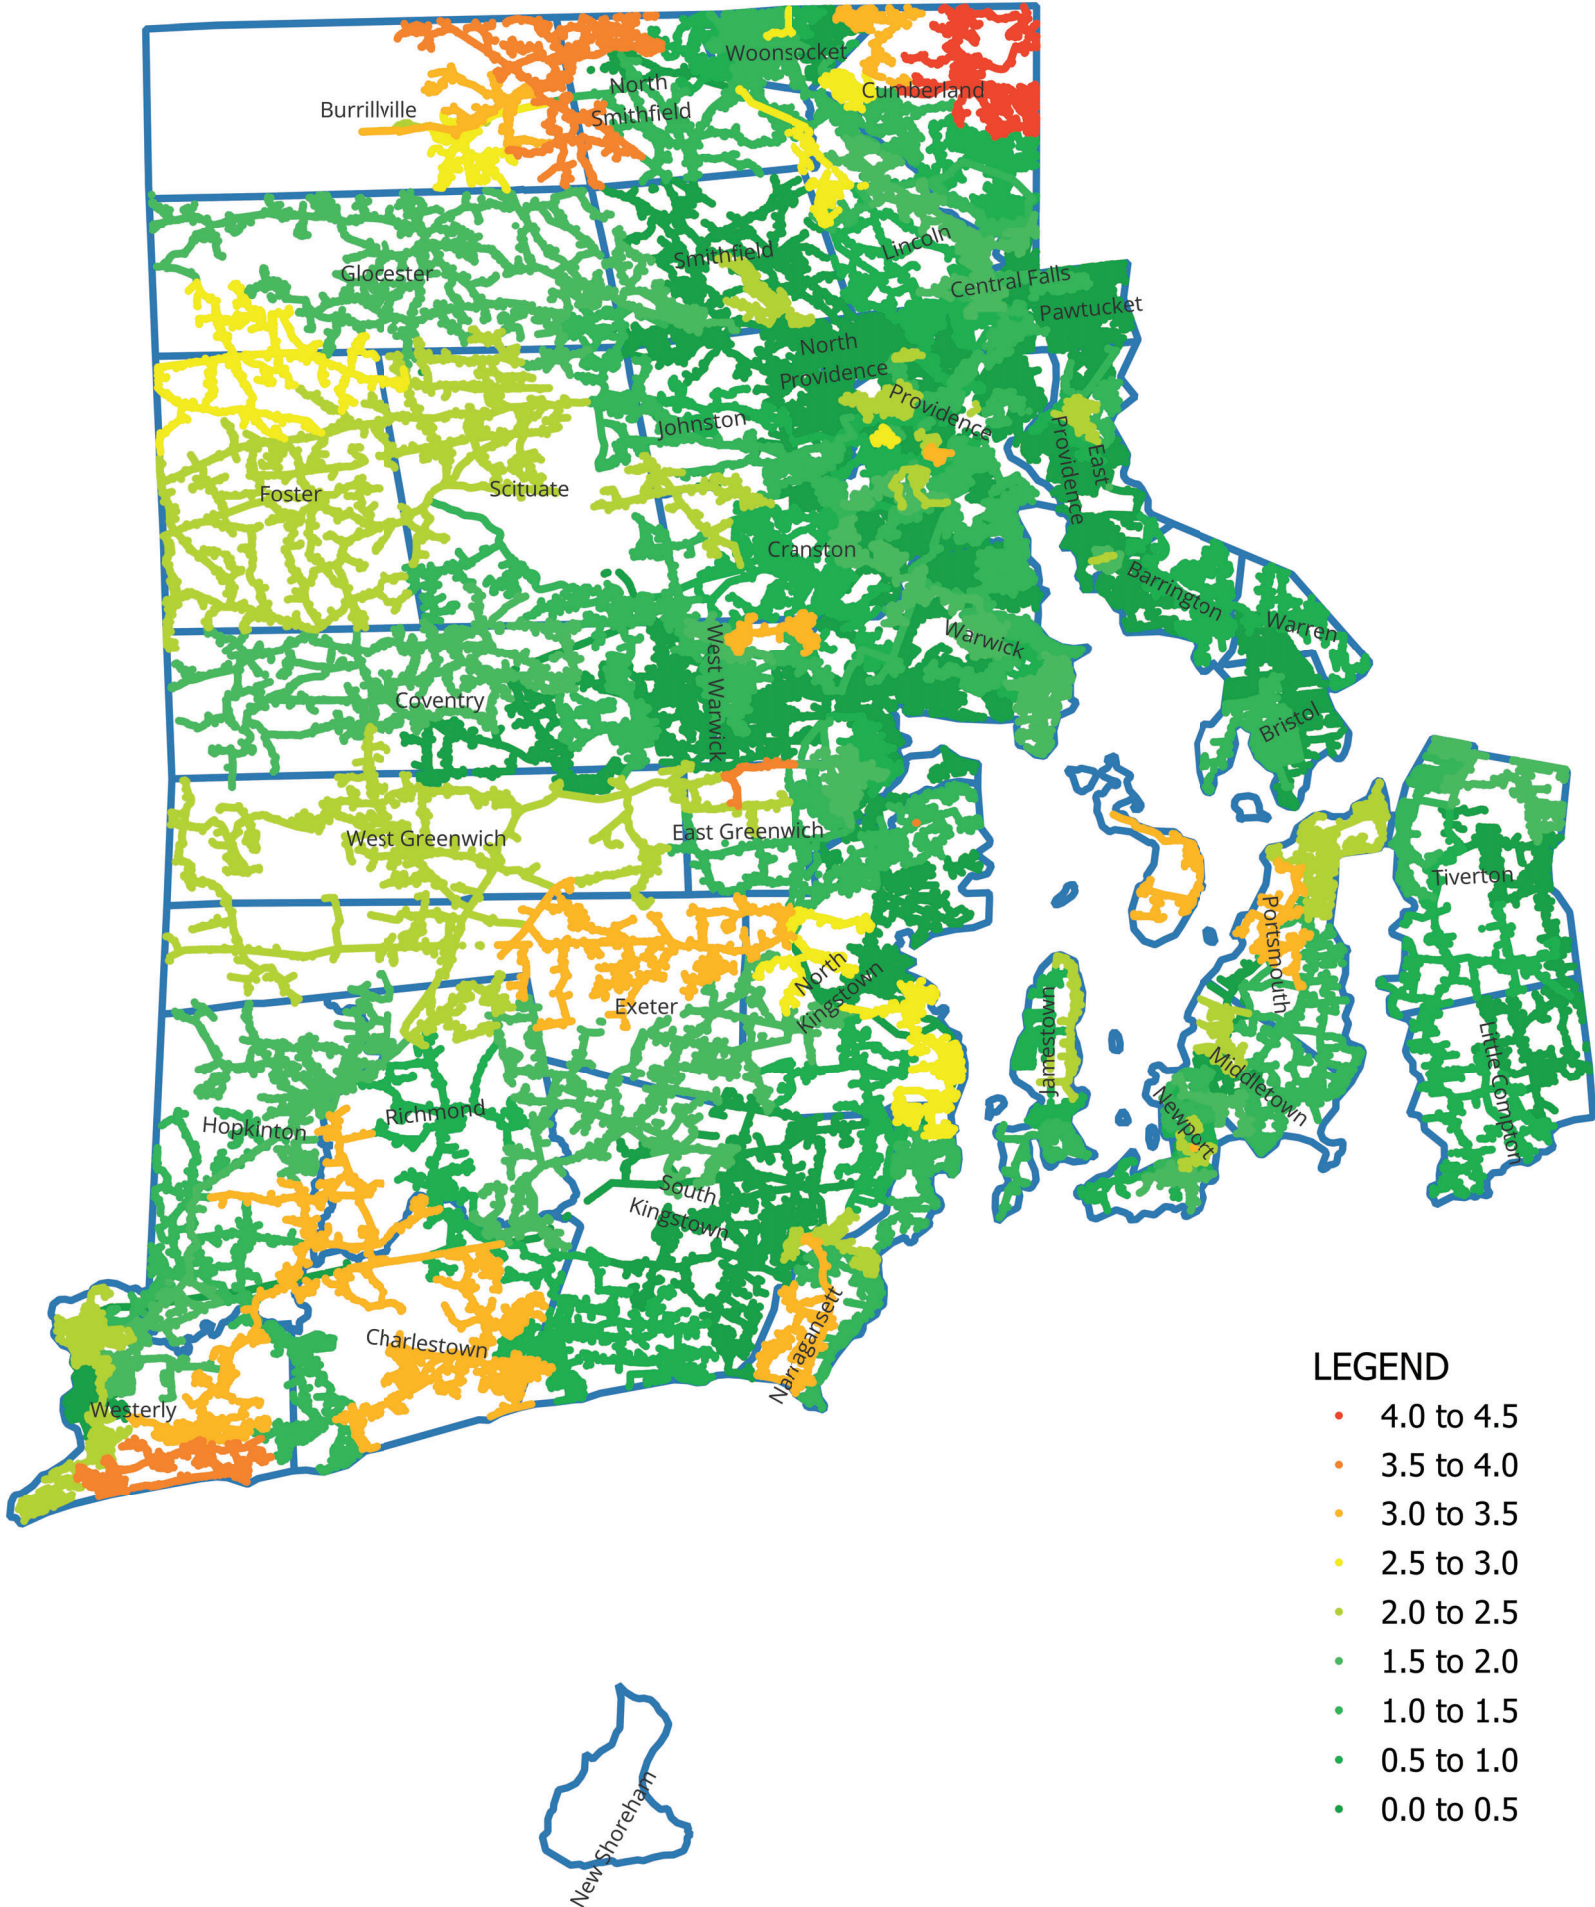 Woonsocket
North
Smithfield
Burrillville
Cumberland
Smithfield
Lincoln
Glocester
Central Falls
Pawtucket
North
Providence
Providence
Johnston
East
Providence
Foster
Scituate
Cranston
Barrington
Warren
Warwick
West Warwick
Coventry
Bristol
West Greenwich
East Greenwich
Tiverton
Portsmouth
North
Kingstown
Exeter
Jamestown
Little Compton
Middletown
Newport
Hopkinton
Richmond
South
Kingstown
Charlestown
Narragansett
Westerly
New Shoreham
LEGEND
4.0 to 4.5
3.5 to 4.0
3.0 to 3.5
2.5 to 3.0
2.0 to 2.5
1.5 to 2.0
1.0 to 1.5
0.5 to 1.0
0.0 to 0.5